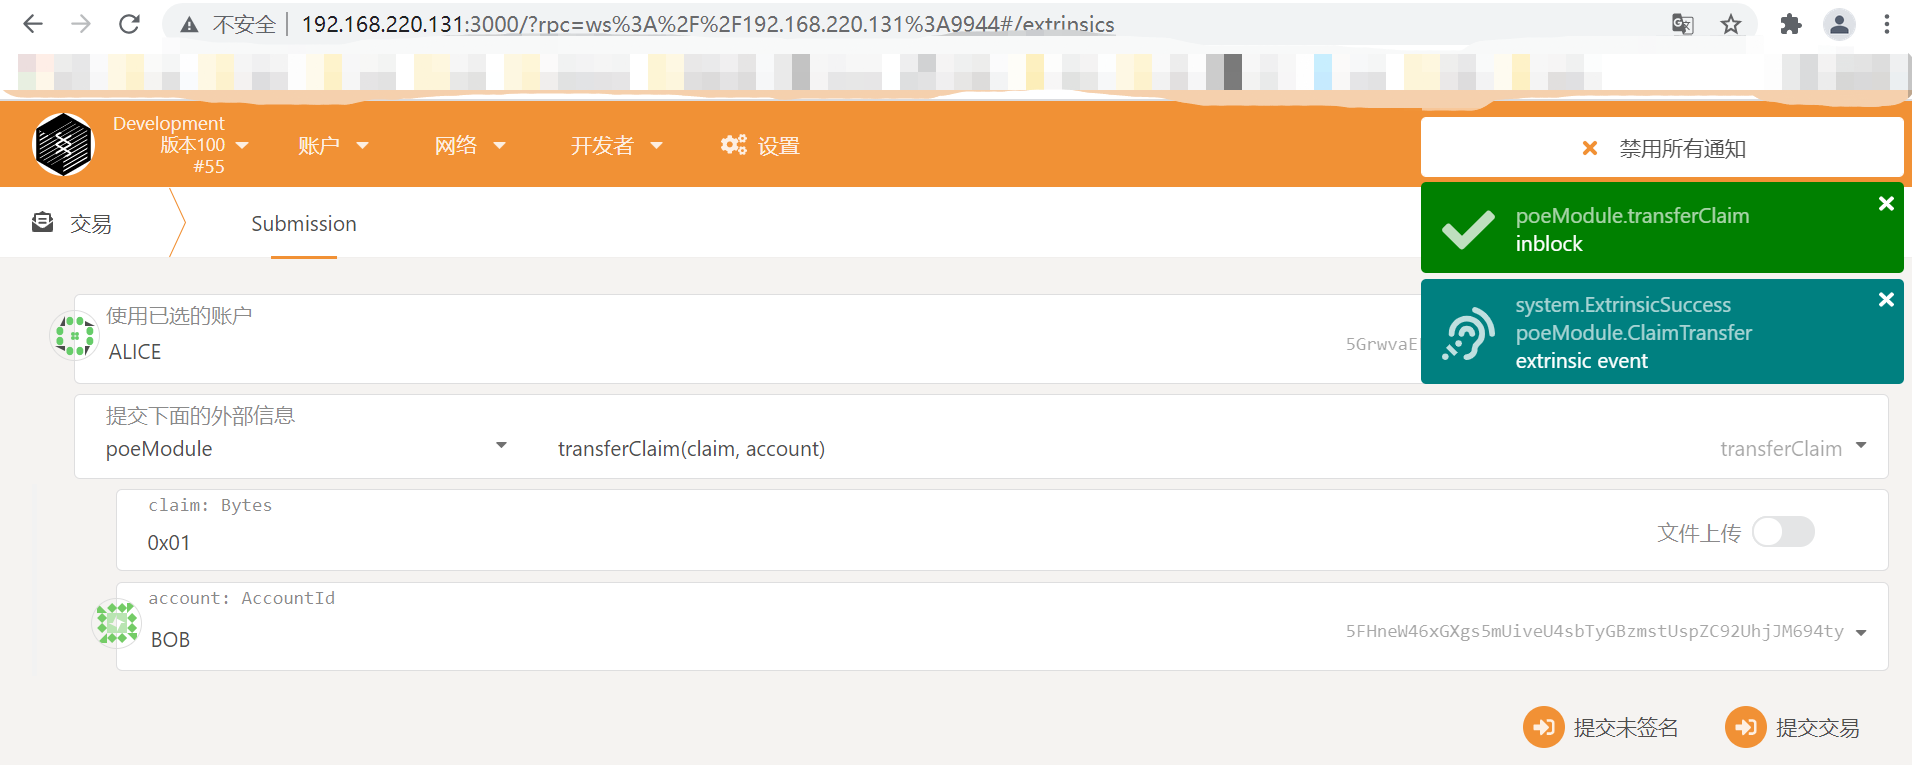 不安全 192.168.220.131:3000/?rpc=ws%3A%2F%2F192.168.220.131%3A9944#/extrinsics
Development
版本100
#55
账户
网络
开发者
设置
禁用所有通知
交易
Submission
poeModule.transferClaim
inblock
system.ExtrinsicSuccess
poeModule.ClaimTransfer
extrinsic event
使用已选的账户
ALICE
5GrwvaE
提交下面的外部信息
poeModule
transferClaim(claim, account)
transferClaim
claim: Bytes
0x01
文件上传
account: AccountId
BOB
5FHneW46xGXgs5mUiveU4sbTyGBzmstUspZC92UhjJM694ty
提交未签名
提交交易